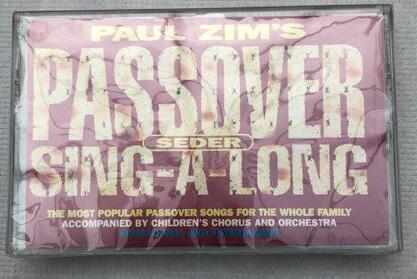 PAUL ZIM'S
PASSOVER
SEDER
SING-A-LONG
THE MOST POPULAR PASSOVER SONGS FOR THE WHOLE FAMILY
ACCOMPANIED BY CHILDREN'S CHORUS AND ORCHESTRA